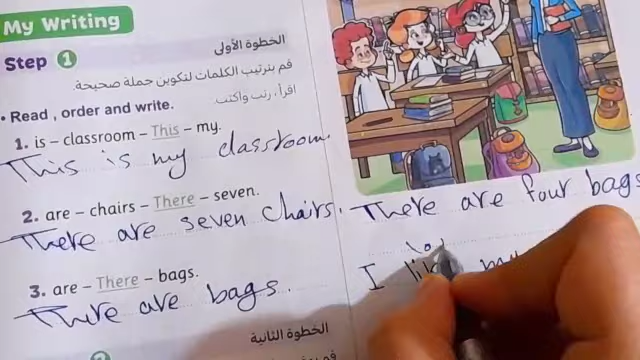 My Writing
Step 1
الخطوة الأولى
قم بترتيب الكلمات لتكوين جملة صحيحة.
• Read , order and write.
اقرأ، رتب واكتب.
1. is – classroom – This – my.
This is my classroom.
2. are – chairs – There – seven.
There are seven chairs.
3. are – There – bags.
There are bags.
There are four bags
I
الخطوة الثانية